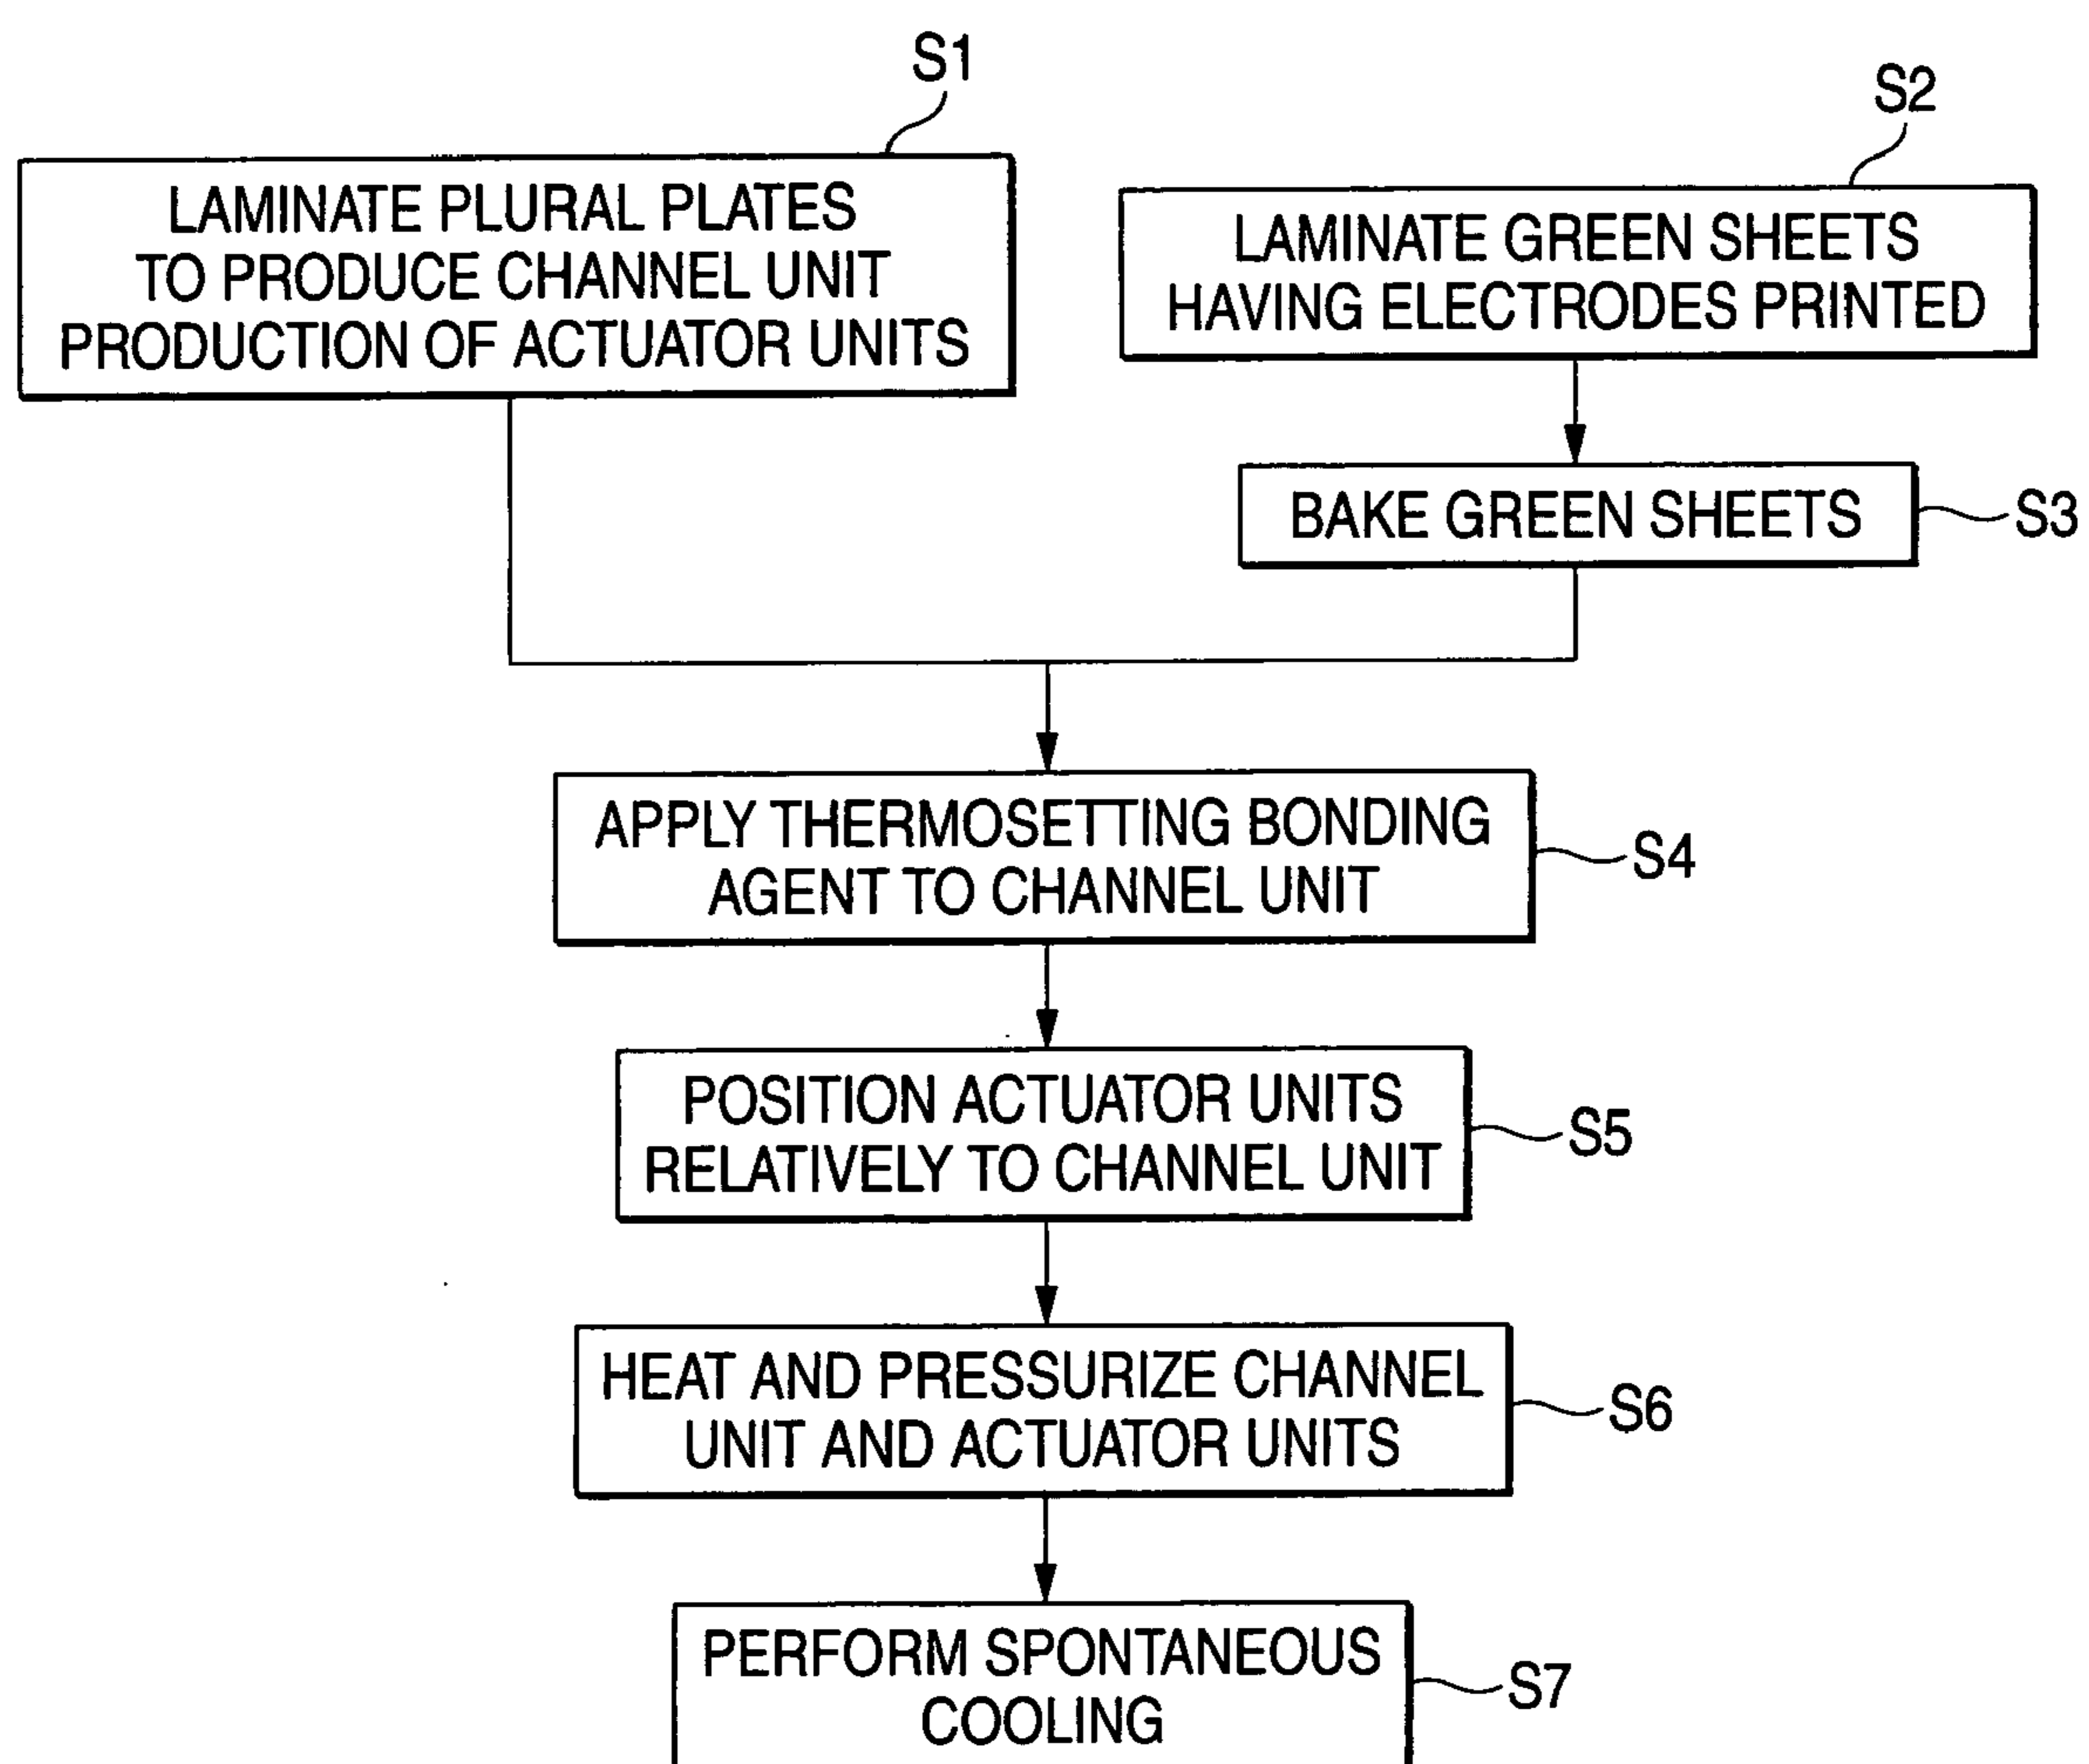 S1
LAMINATE PLURAL PLATES
TO PRODUCE CHANNEL UNIT
PRODUCTION OF ACTUATOR UNITS
S2
LAMINATE GREEN SHEETS
HAVING ELECTRODES PRINTED
BAKE GREEN SHEETS
S3
APPLY THERMOSETTING BONDING
AGENT TO CHANNEL UNIT
S4
POSITION ACTUATOR UNITS
RELATIVELY TO CHANNEL UNIT
S5
HEAT AND PRESSURIZE CHANNEL
UNIT AND ACTUATOR UNITS
S6
PERFORM SPONTANEOUS
COOLING
S7